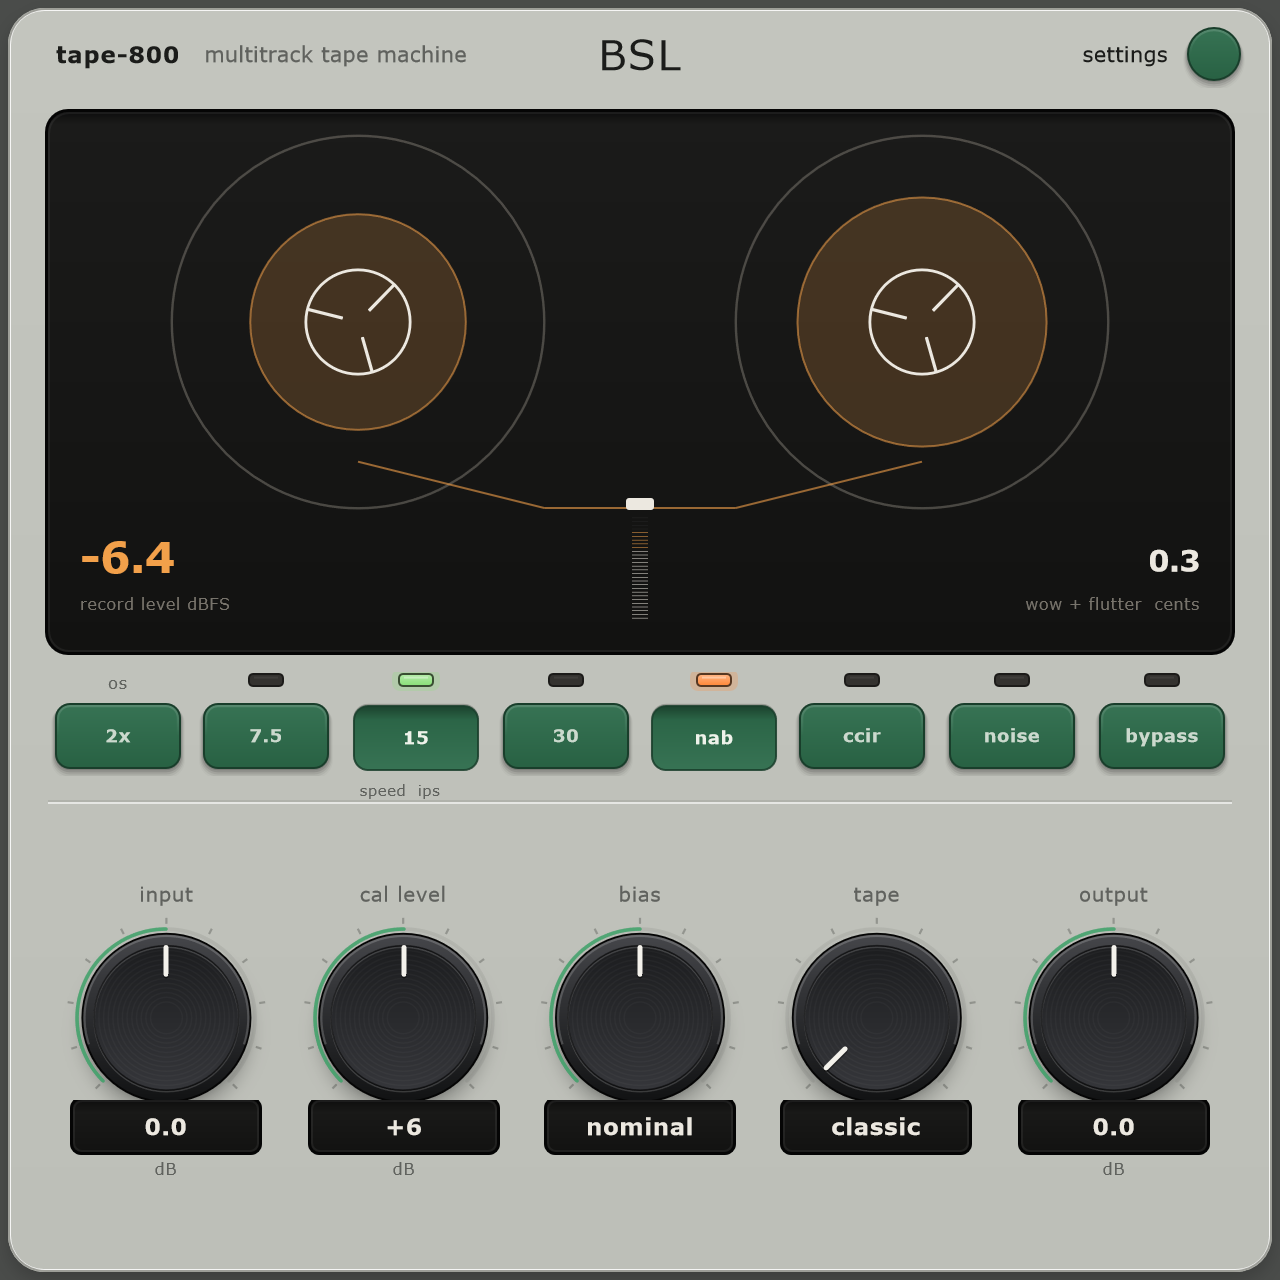 tape-800 multitrack tape machine BSL settings
-6.4
record level dBFS
0.3
wow + flutter cents
os
2x 7.5 15 30 nab ccir noise bypass
speed ips
input cal level bias tape output
0.0 +6 nominal classic 0.0
dB dB dB